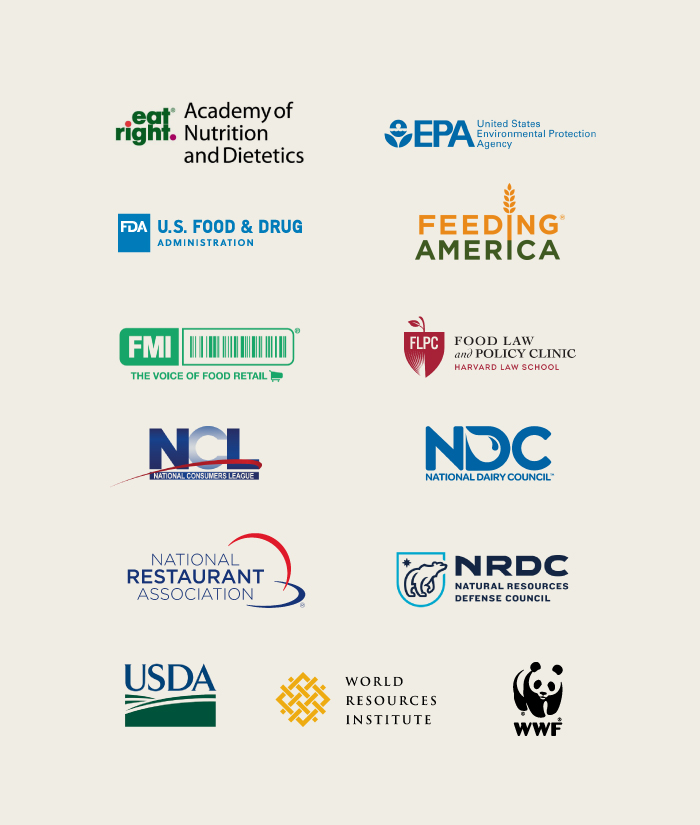 eat®
right.
Academy of
Nutrition
and Dietetics
EPA
United States
Environmental Protection
Agency
FDA
U.S. FOOD & DRUG
ADMINISTRATION
FEEDING®
AMERICA
FMI®
THE VOICE OF FOOD RETAIL
FLPC
FOOD LAW
and POLICY CLINIC
HARVARD LAW SCHOOL
NCL
NATIONAL CONSUMERS LEAGUE
NDC
NATIONAL DAIRY COUNCIL™
NATIONAL
RESTAURANT
ASSOCIATION
®
NRDC
NATURAL RESOURCES
DEFENSE COUNCIL
USDA
WORLD
RESOURCES
INSTITUTE
®
WWF®